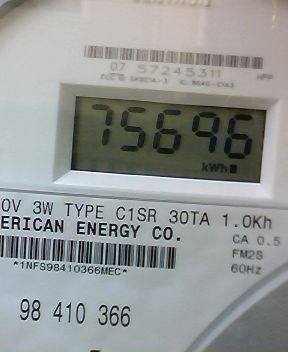 07 57245311 HPP
75696
kWh
0V 3W TYPE C1SR 30TA 1.0Kh
ERICAN ENERGY CO.
CA 0.5
*1NFS98410366MEC*
FM2S
60Hz
98 410 366